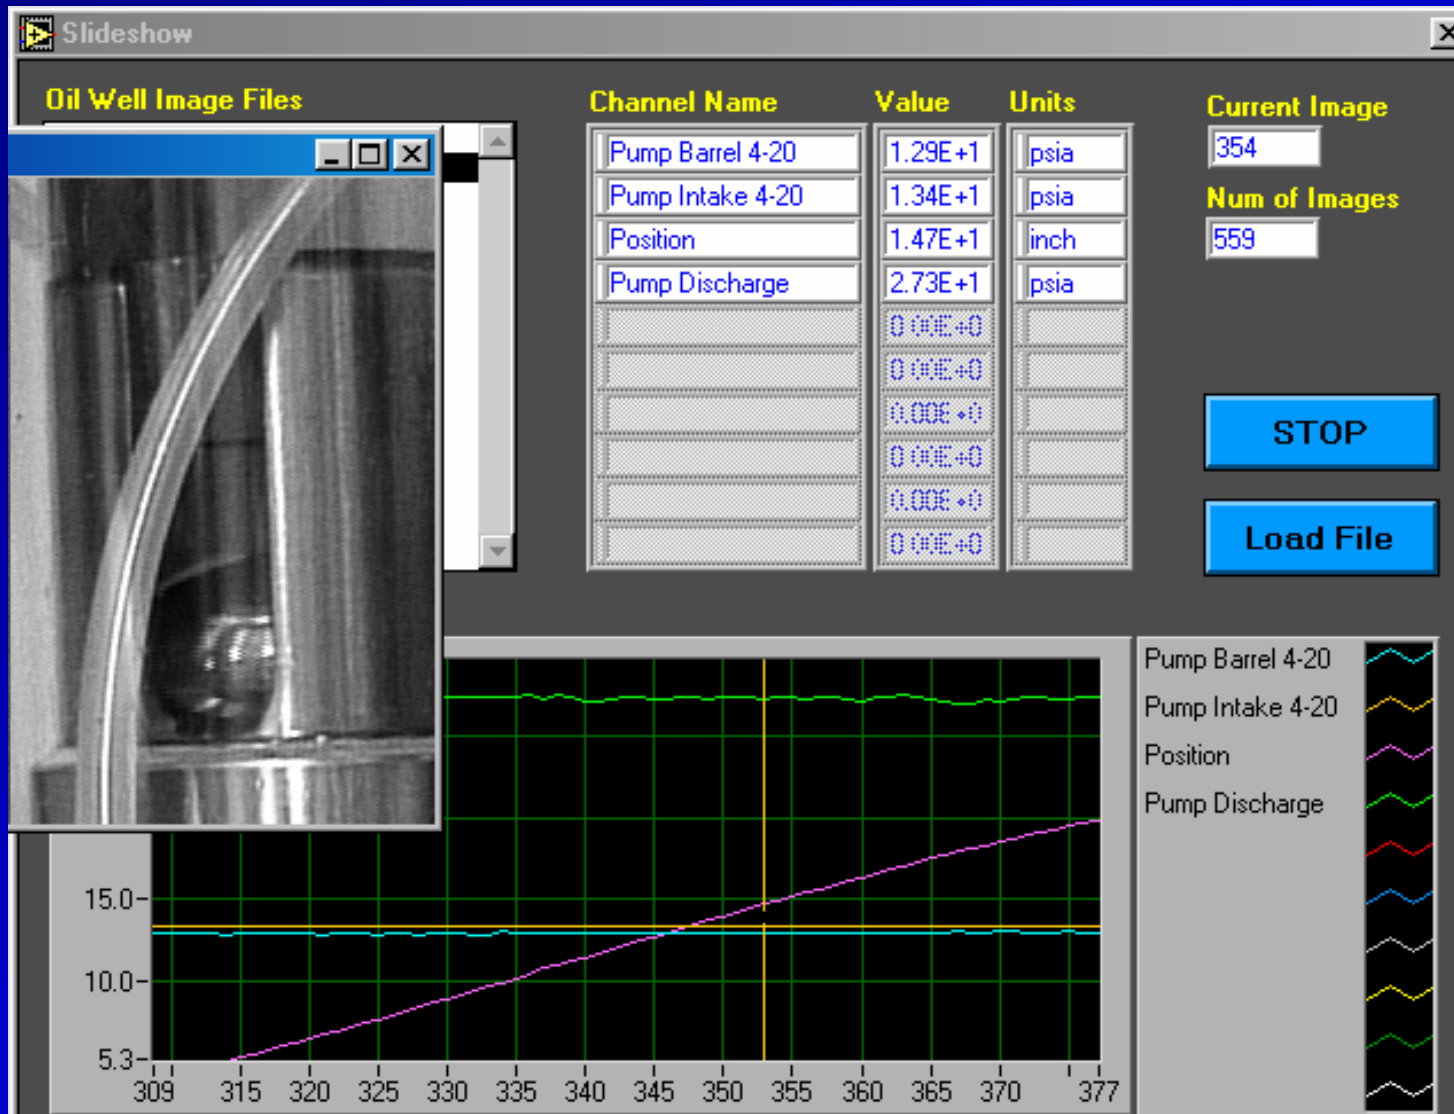 Slideshow
Oil Well Image Files
Channel Name Value Units
Pump Barrel 4-20 1.29E+1 psia
Pump Intake 4-20 1.34E+1 psia
Position 1.47E+1 inch
Pump Discharge 2.73E+1 psia
0.00E+0
0.00E+0
0.00E+0
0.00E+0
0.00E+0
0.00E+0
Current Image
354
Num of Images
559
STOP
Load File
Pump Barrel 4-20
Pump Intake 4-20
Position
Pump Discharge
15.0
10.0
5.3
309 315 320 325 330 335 340 345 350 355 360 365 370 377